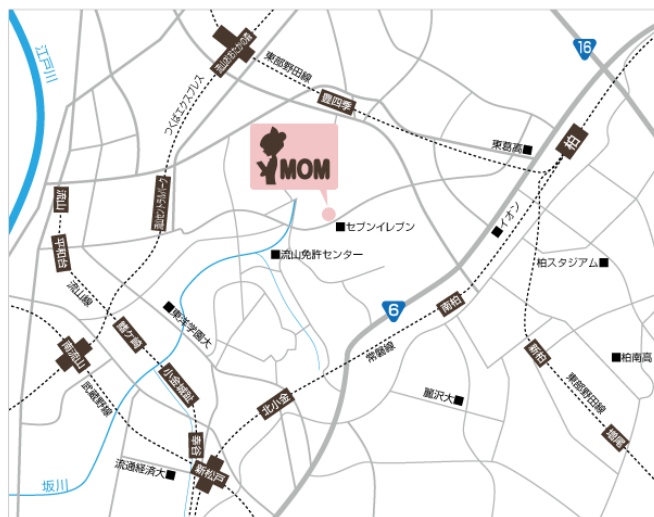 江戸川
流山おおたかの森
16
東部野田線
豊四季
つくばエクスプレス
東葛高
柏
MOM
流山
流山セントラルパーク
セブンイレブン
イオン
平和台
流山免許センター
柏スタジアム
流山線
東洋学園大
6
南柏
鰭ケ崎
常磐線
南流山
新柏
柏南高
小金城趾
武蔵野線
北小金
麗沢大
東部野田線
増尾
幸谷
流通経済大
新松戸
坂川